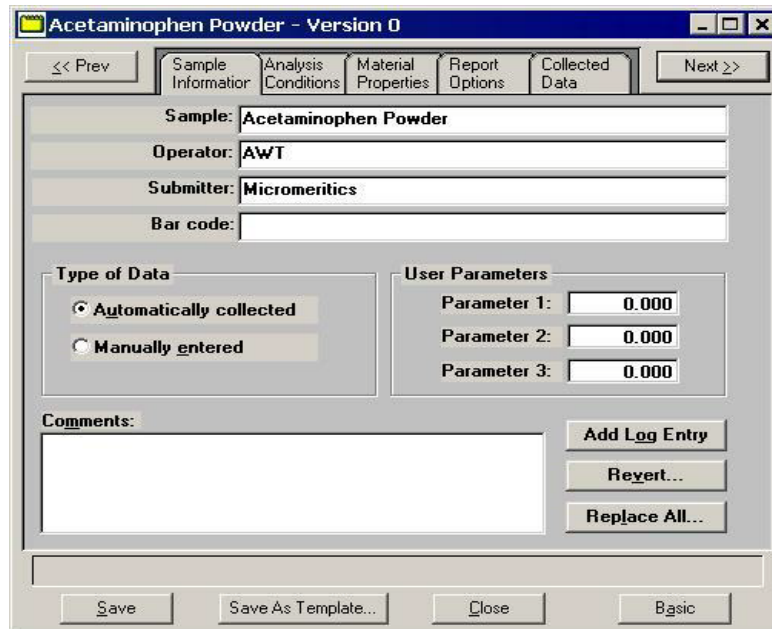 Acetaminophen Powder - Version 0
<< Prev
Sample Information
Analysis Conditions
Material Properties
Report Options
Collected Data
Next >>
Sample: Acetaminophen Powder
Operator: AWT
Submitter: Micromeritics
Bar code:
Type of Data
Automatically collected
Manually entered
User Parameters
Parameter 1: 0.000
Parameter 2: 0.000
Parameter 3: 0.000
Comments:
Add Log Entry
Revert...
Replace All...
Save
Save As Template...
Close
Basic